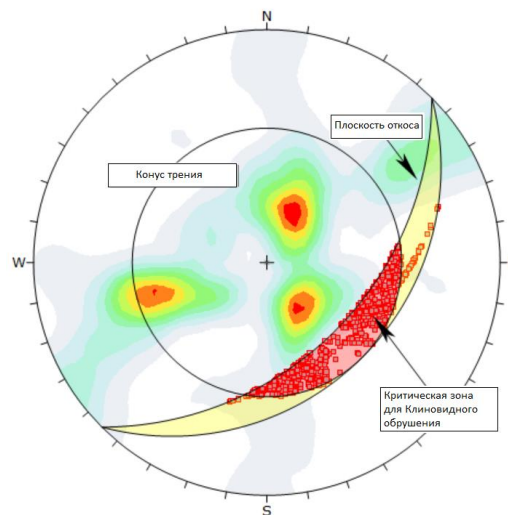 N
Плоскость откоса
Конус трения
W
Критическая зона
для Клиновидного
обрушения
S